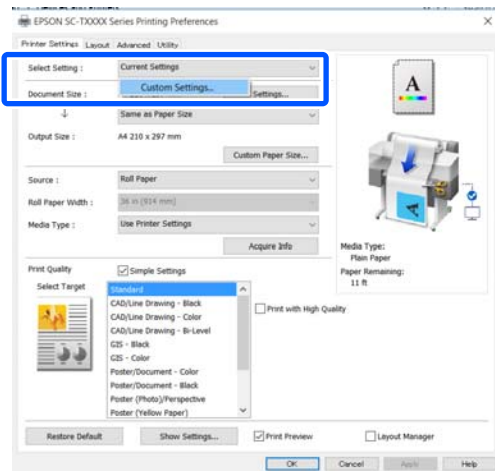 EPSON SC-TXXXX Series Printing Preferences
Printer Settings Layout Advanced Utility
Select Setting : Current Settings
Custom Settings...
Document Size : Settings...
Same as Paper Size
Output Size : A4 210 x 297 mm
Custom Paper Size...
Source : Roll Paper
Roll Paper Width : 36 in (914 mm)
Media Type : Use Printer Settings
Acquire Info
Media Type:
Plain Paper
Paper Remaining:
11 ft
Print Quality Simple Settings
Select Target
Standard
CAD/Line Drawing - Black
CAD/Line Drawing - Color
CAD/Line Drawing - Bi-Level
GIS - Black
GIS - Color
Poster/Document - Color
Poster/Document - Black
Poster (Photo)/Perspective
Poster (Yellow Paper)
Print with High Quality
Restore Default Show Settings... Print Preview Layout Manager
OK Cancel Apply Help
A
A